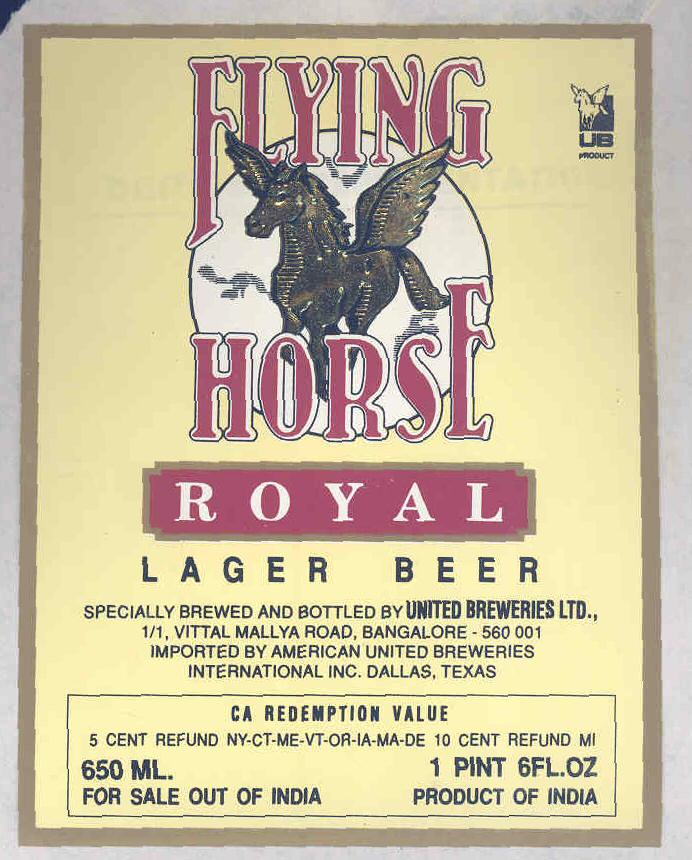 FLYING
UB
PRODUCT
HORSE
ROYAL
LAGER BEER
SPECIALLY BREWED AND BOTTLED BY UNITED BREWERIES LTD.,
1/1, VITTAL MALLYA ROAD, BANGALORE - 560 001
IMPORTED BY AMERICAN UNITED BREWERIES
INTERNATIONAL INC. DALLAS, TEXAS
CA REDEMPTION VALUE
5 CENT REFUND NY-CT-ME-VT-OR-IA-MA-DE 10 CENT REFUND MI
650 ML. 1 PINT 6FL.OZ
FOR SALE OUT OF INDIA PRODUCT OF INDIA